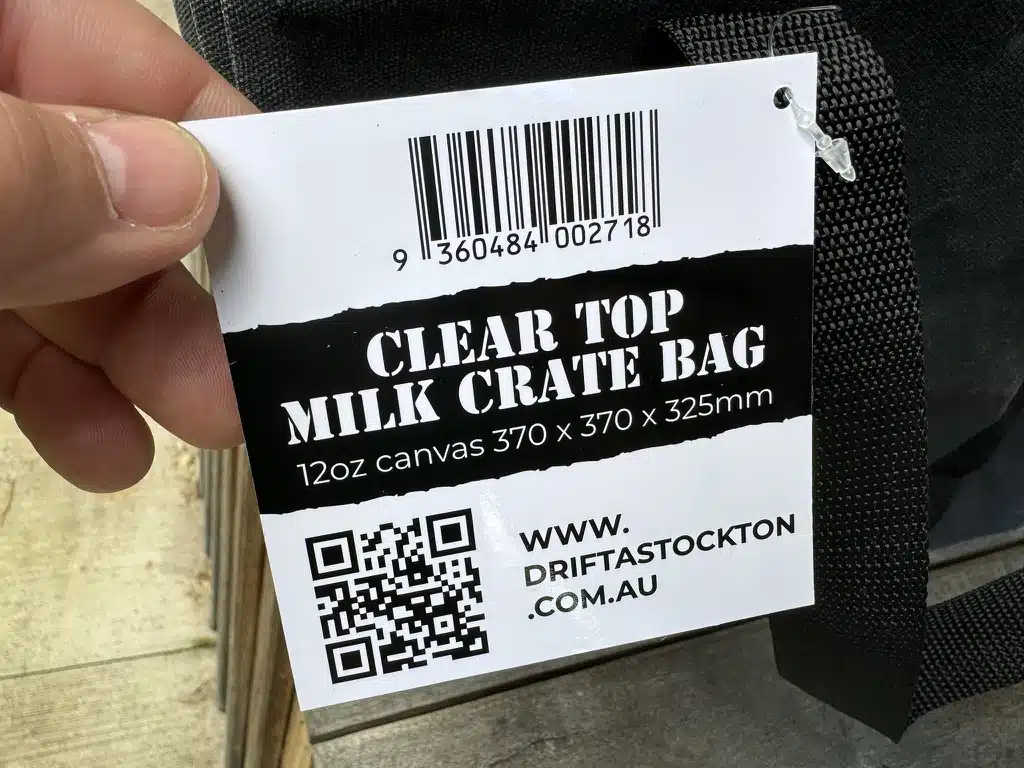 9 360484 002718
CLEAR TOP
MILK CRATE BAG
12oz canvas 370 x 370 x 325mm
WWW.
DRIFTASTOCKTON
.COM.AU